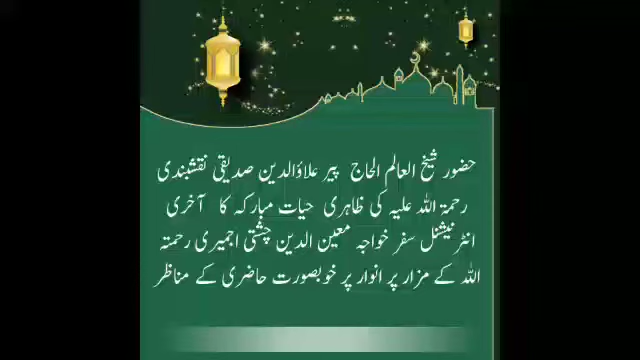 حضور شیخ العالم الحاج پیر علاؤالدین صدیقی نقشبندی
رحمۃ اللہ علیہ کی ظاہری حیات مبارکہ کا آخری
انٹرنیشنل سفر خواجہ معین الدین چشتی اجمیری رحمتہ
اللہ کے مزار پر انوار پر خوبصورت حاضری کے مناظر